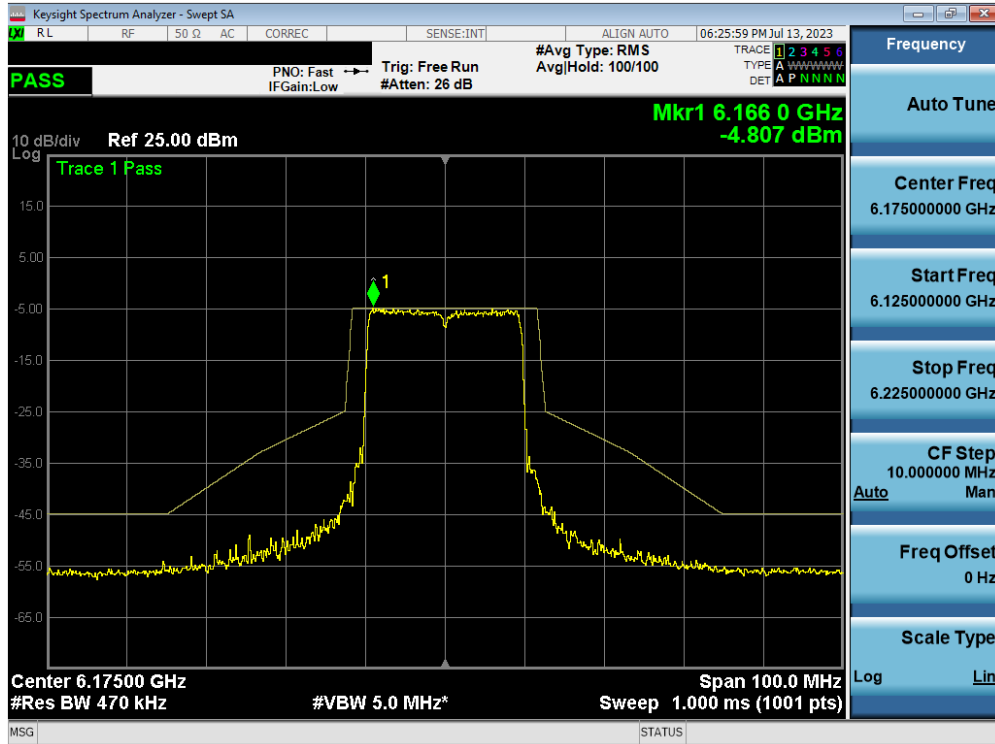 Keysight Spectrum Analyzer - Swept SA
LXI RL RF 50 Ω AC CORREC SENSE:INT ALIGN AUTO 06:25:59 PM Jul 13, 2023
PASS
PNO: Fast
IFGain:Low
Trig: Free Run
#Atten: 26 dB
#Avg Type: RMS
Avg|Hold: 100/100
TRACE 1 2 3 4 5 6
TYPE A WWWWW
DET A P N N N N
Mkr1 6.166 0 GHz
-4.807 dBm
10 dB/div Ref 25.00 dBm
Log
Trace 1 Pass
15.0
5.00
1
-5.00
-15.0
-25.0
-35.0
-45.0
-55.0
-65.0
Center 6.17500 GHz Span 100.0 MHz
#Res BW 470 kHz #VBW 5.0 MHz* Sweep 1.000 ms (1001 pts)
MSG STATUS
Frequency
Auto Tune
Center Freq
6.175000000 GHz
Start Freq
6.125000000 GHz
Stop Freq
6.225000000 GHz
CF Step
10.000000 MHz
Auto Man
Freq Offset
0 Hz
Scale Type
Log Lin